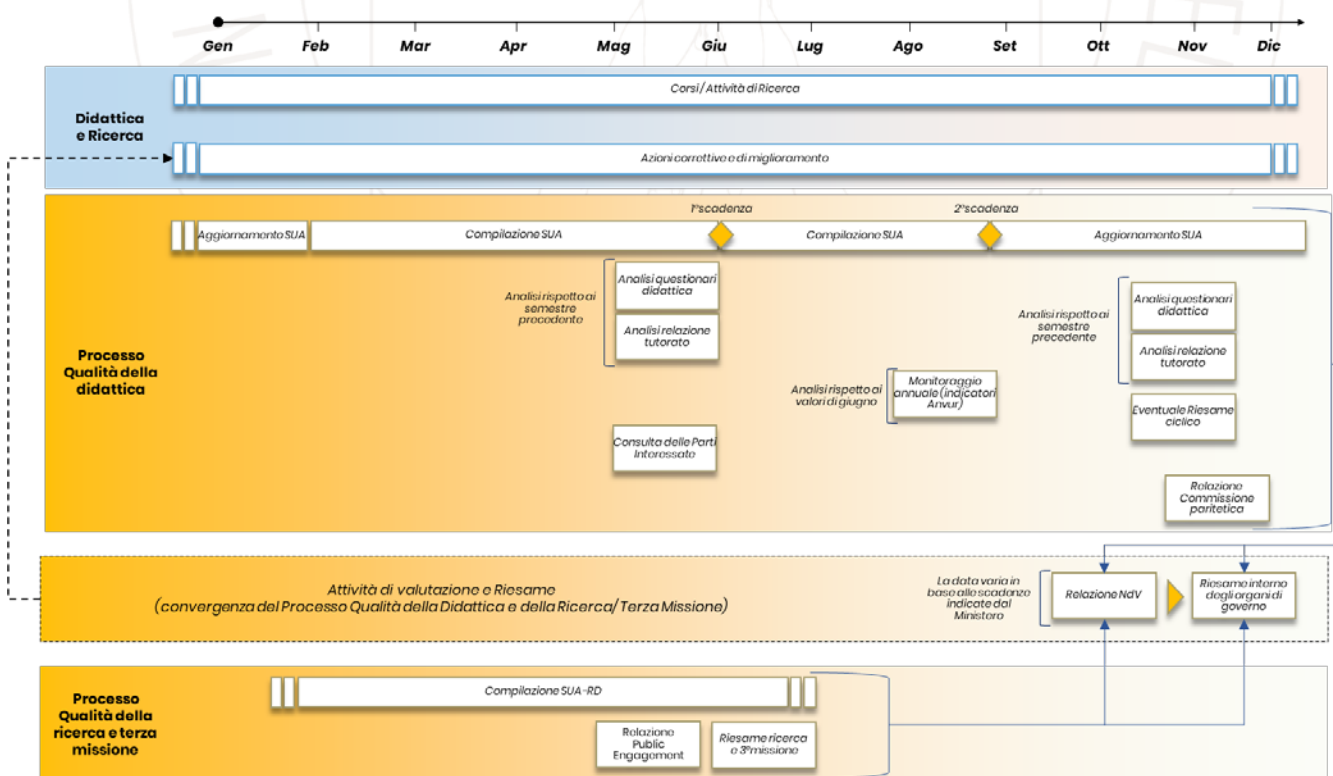 Gen Feb Mar Apr Mag Giu Lug Ago Set Ott Nov Dic
Didattica
e Ricerca
Corsi / Attività di Ricerca
Azioni correttive e di miglioramento
1°scadenza
2°scadenza
Aggiornamento SUA
Compilazione SUA
Compilazione SUA
Aggiornamento SUA
Processo
Qualità della
didattica
Analisi rispetto ai
semestre
precedente
Analisi questionari
didattica
Analisi relazione
tutorato
Consulta delle Parti
Interessate
Analisi rispetto ai
valori di giugno
Monitoraggio
annuale (indicatori
Anvur)
Analisi rispetto ai
semestre
precedente
Analisi questionari
didattica
Analisi relazione
tutorato
Eventuale Riesame
ciclico
Relazione
Commissione
paritetica
Attività di valutazione e Riesame
(convergenza del Processo Qualità della Didattica e della Ricerca/ Terza Missione)
La data varia in
base alle scadenze
indicate dal
Ministero
Relazione NdV
Riesame interno
degli organi di
governo
Processo
Qualità della
ricerca e terza
missione
Compilazione SUA-RD
Relazione
Public
Engagement
Riesame ricerca
e 3°missione